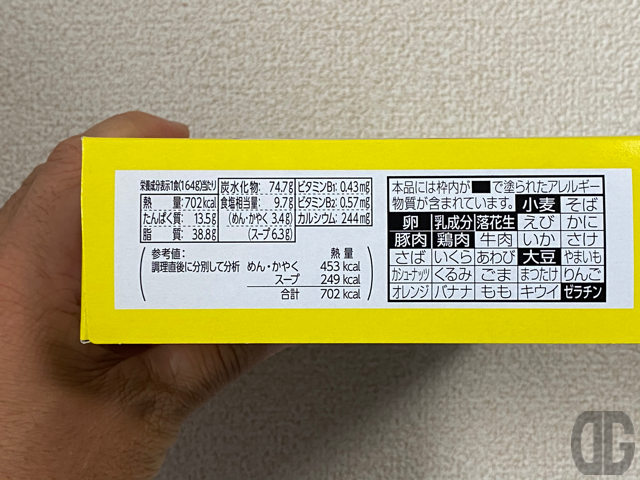 栄養成分表示1食(164g)当たり
熱量 702kcal
たんぱく質: 13.5g
脂質 38.8g
炭水化物: 74.7g
食塩相当量: 9.7g
(めん・かやく 3.4g)
(スープ 6.3g)
ビタミンB1: 0.43mg
ビタミンB2: 0.57mg
カルシウム: 244mg
参考値:
調理直後に分別して分析
熱量
めん・かやく 453 kcal
スープ 249 kcal
合計 702 kcal
本品には枠内が■で塗られたアレルギー
物質が含まれています。 小麦 そば
卵 乳成分 落花生 えび かに
豚肉 鶏肉 牛肉 いか さけ
さば いくら あわび 大豆 やまいも
カシューナッツ くるみ ごま まつたけ りんご
オレンジ バナナ もも キウイ ゼラチン
DG